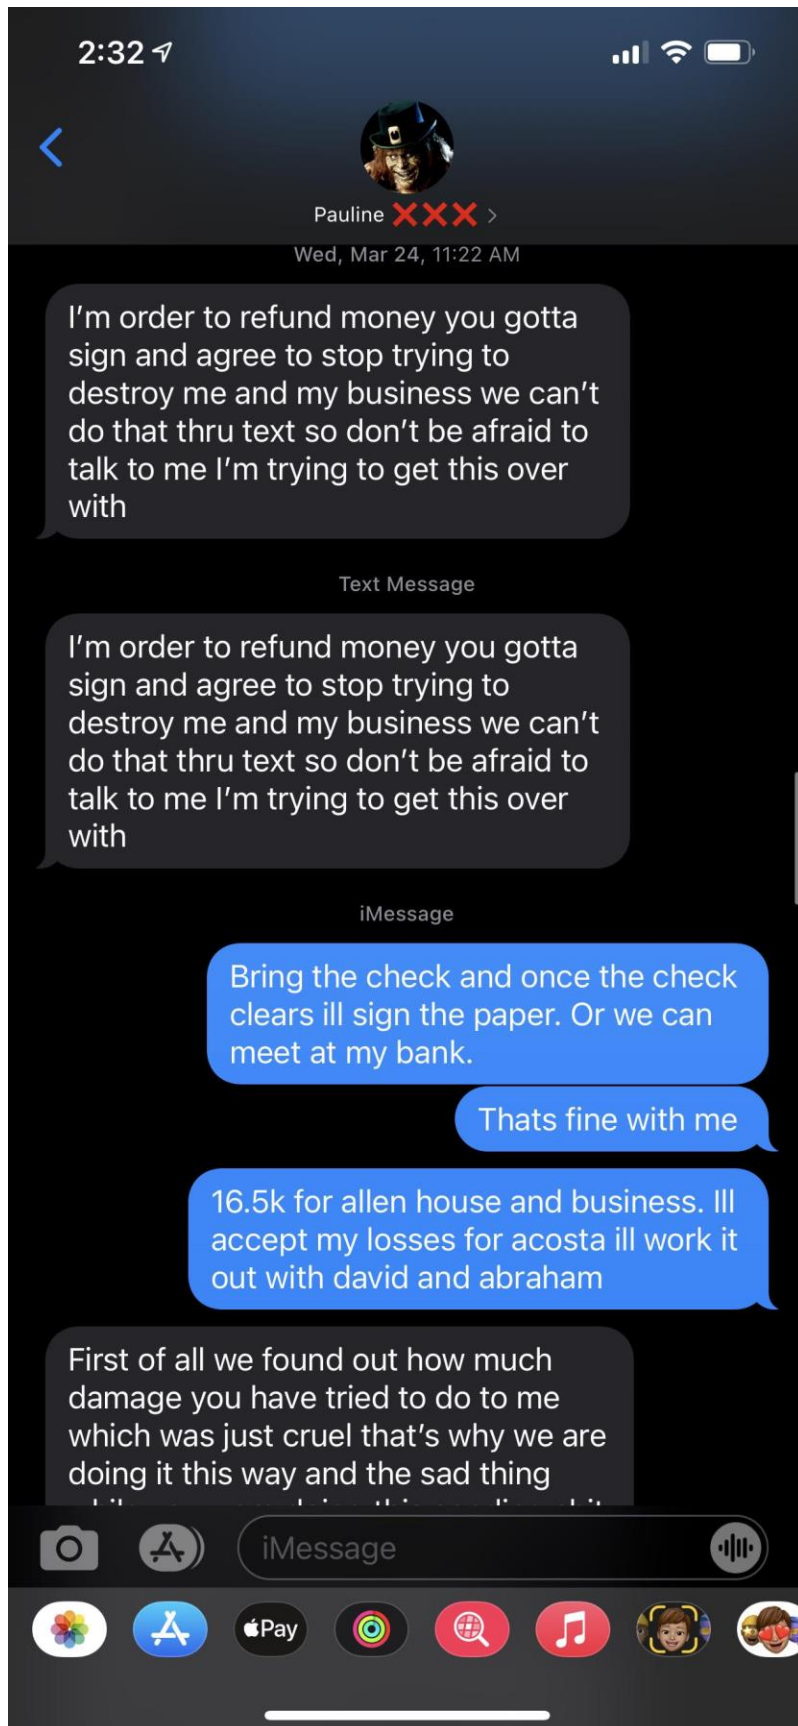 2:32
Pauline ❌❌❌ >
Wed, Mar 24, 11:22 AM
I'm order to refund money you gotta
sign and agree to stop trying to
destroy me and my business we can't
do that thru text so don't be afraid to
talk to me I'm trying to get this over
with
Text Message
I'm order to refund money you gotta
sign and agree to stop trying to
destroy me and my business we can't
do that thru text so don't be afraid to
talk to me I'm trying to get this over
with
iMessage
Bring the check and once the check
clears ill sign the paper. Or we can
meet at my bank.
Thats fine with me
16.5k for allen house and business. Ill
accept my losses for acosta ill work it
out with david and abraham
First of all we found out how much
damage you have tried to do to me
which was just cruel that's why we are
doing it this way and the sad thing
iMessage
Pay